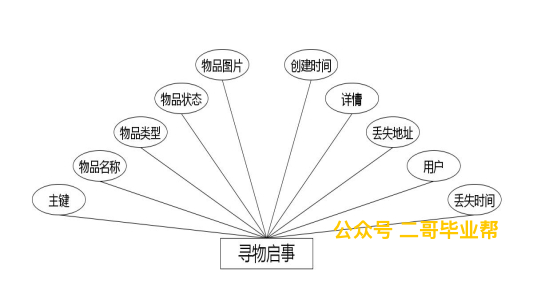 物品图片
创建时间
物品状态
详情
物品类型
丢失地址
物品名称
用户
主键
丢失时间
公众号 二哥毕业帮
寻物启事